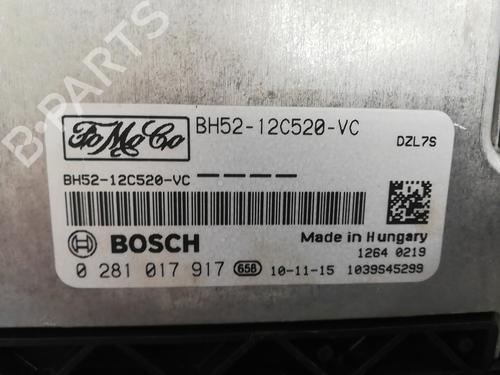 B-PARTS
FoMoCo
BH52-12C520-VC
DZL7S
BH52-12C520-VC ————
BOSCH
Made in Hungary
1264 0219
0 281 017 917 658 10-11-15 1039S45299